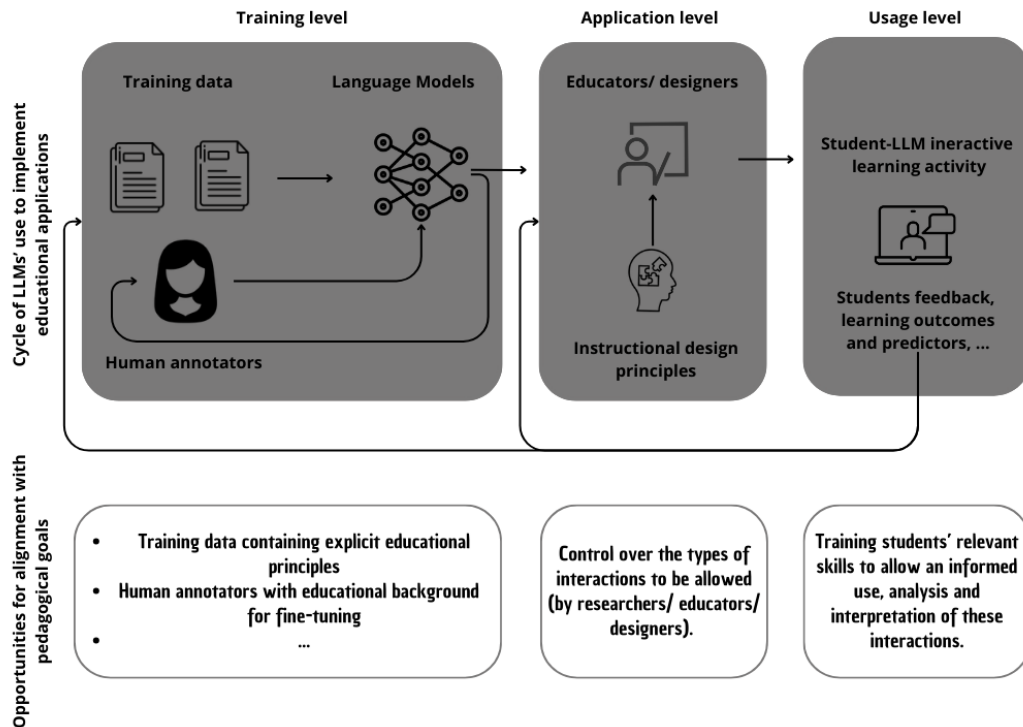 Training level
Application level
Usage level
Cycle of LLMs' use to implement
educational applications
Training data
Language Models
Human annotators
Educators/ designers
Instructional design
principles
Student-LLM ineractive
learning activity
Students feedback,
learning outcomes
and predictors, ...
Opportunities for alignment with
pedagogical goals
• Training data containing explicit educational
principles
• Human annotators with educational background
for fine-tuning
• ...
Control over the types of
interactions to be allowed
(by researchers/ educators/
designers).
Training students' relevant
skills to allow an informed
use, analysis and
interpretation of these
interactions.